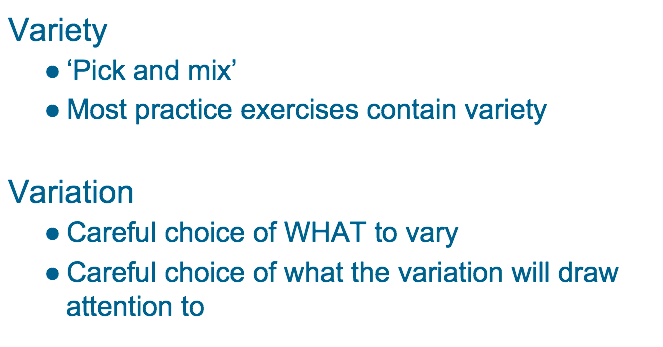 Variety
● ‘Pick and mix’
● Most practice exercises contain variety
Variation
● Careful choice of WHAT to vary
● Careful choice of what the variation will draw
attention to